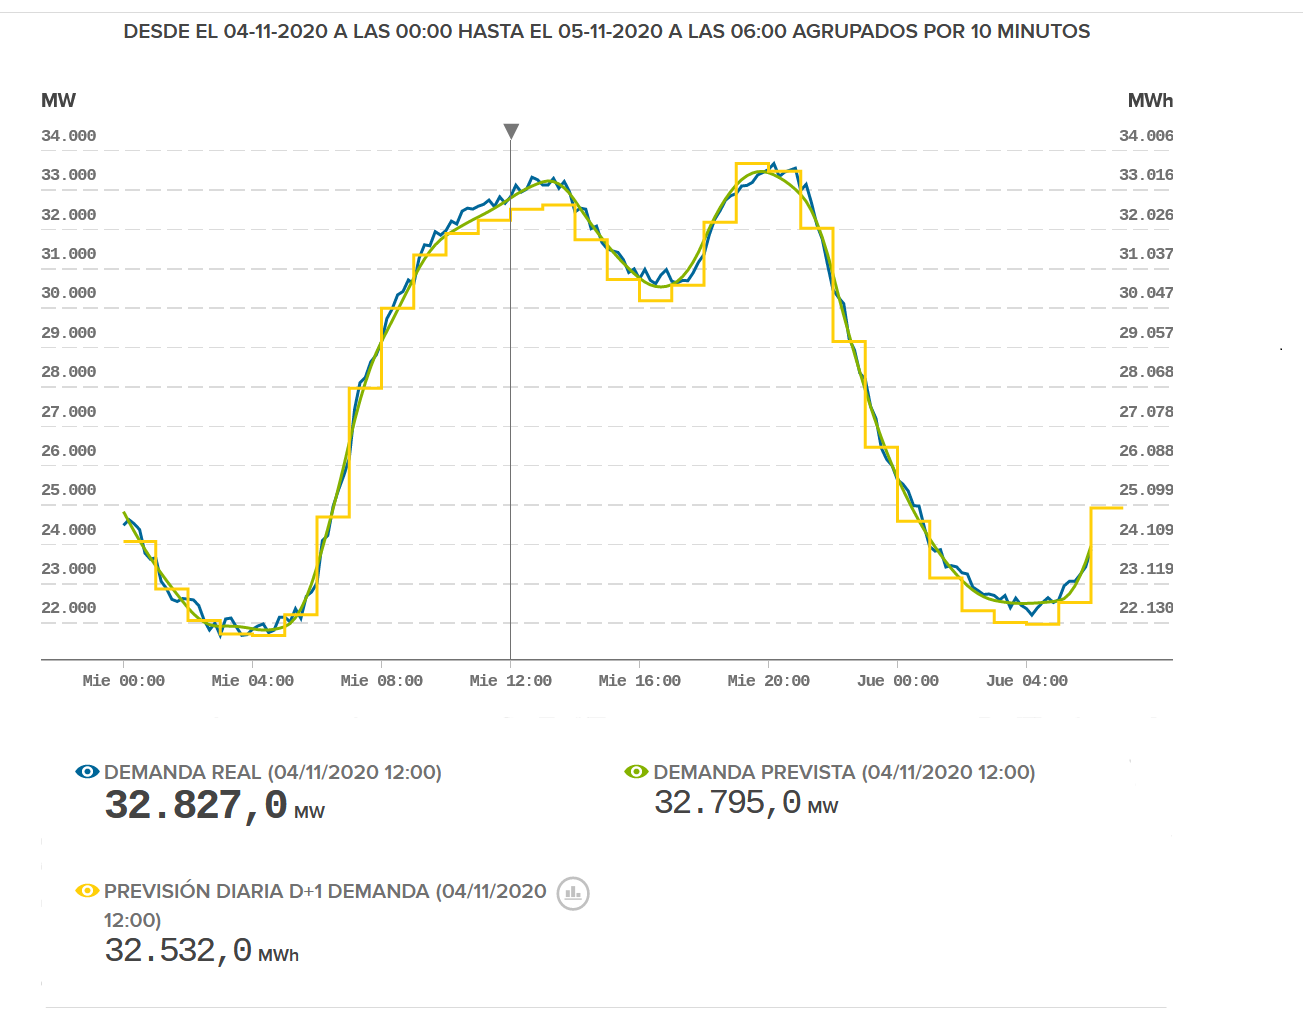 DESDE EL 04-11-2020 A LAS 00:00 HASTA EL 05-11-2020 A LAS 06:00 AGRUPADOS POR 10 MINUTOS
MW MWh
34.000 34.006
33.000 33.016
32.000 32.026
31.000 31.037
30.000 30.047
29.000 29.057
28.000 28.068
27.000 27.078
26.000 26.088
25.000 25.099
24.000 24.109
23.000 23.119
22.000 22.130
Mie 00:00 Mie 04:00 Mie 08:00 Mie 12:00 Mie 16:00 Mie 20:00 Jue 00:00 Jue 04:00
DEMANDA REAL (04/11/2020 12:00)
32.827,0 MW
DEMANDA PREVISTA (04/11/2020 12:00)
32.795,0 MW
PREVISIÓN DIARIA D+1 DEMANDA (04/11/2020
12:00)
32.532,0 MWh